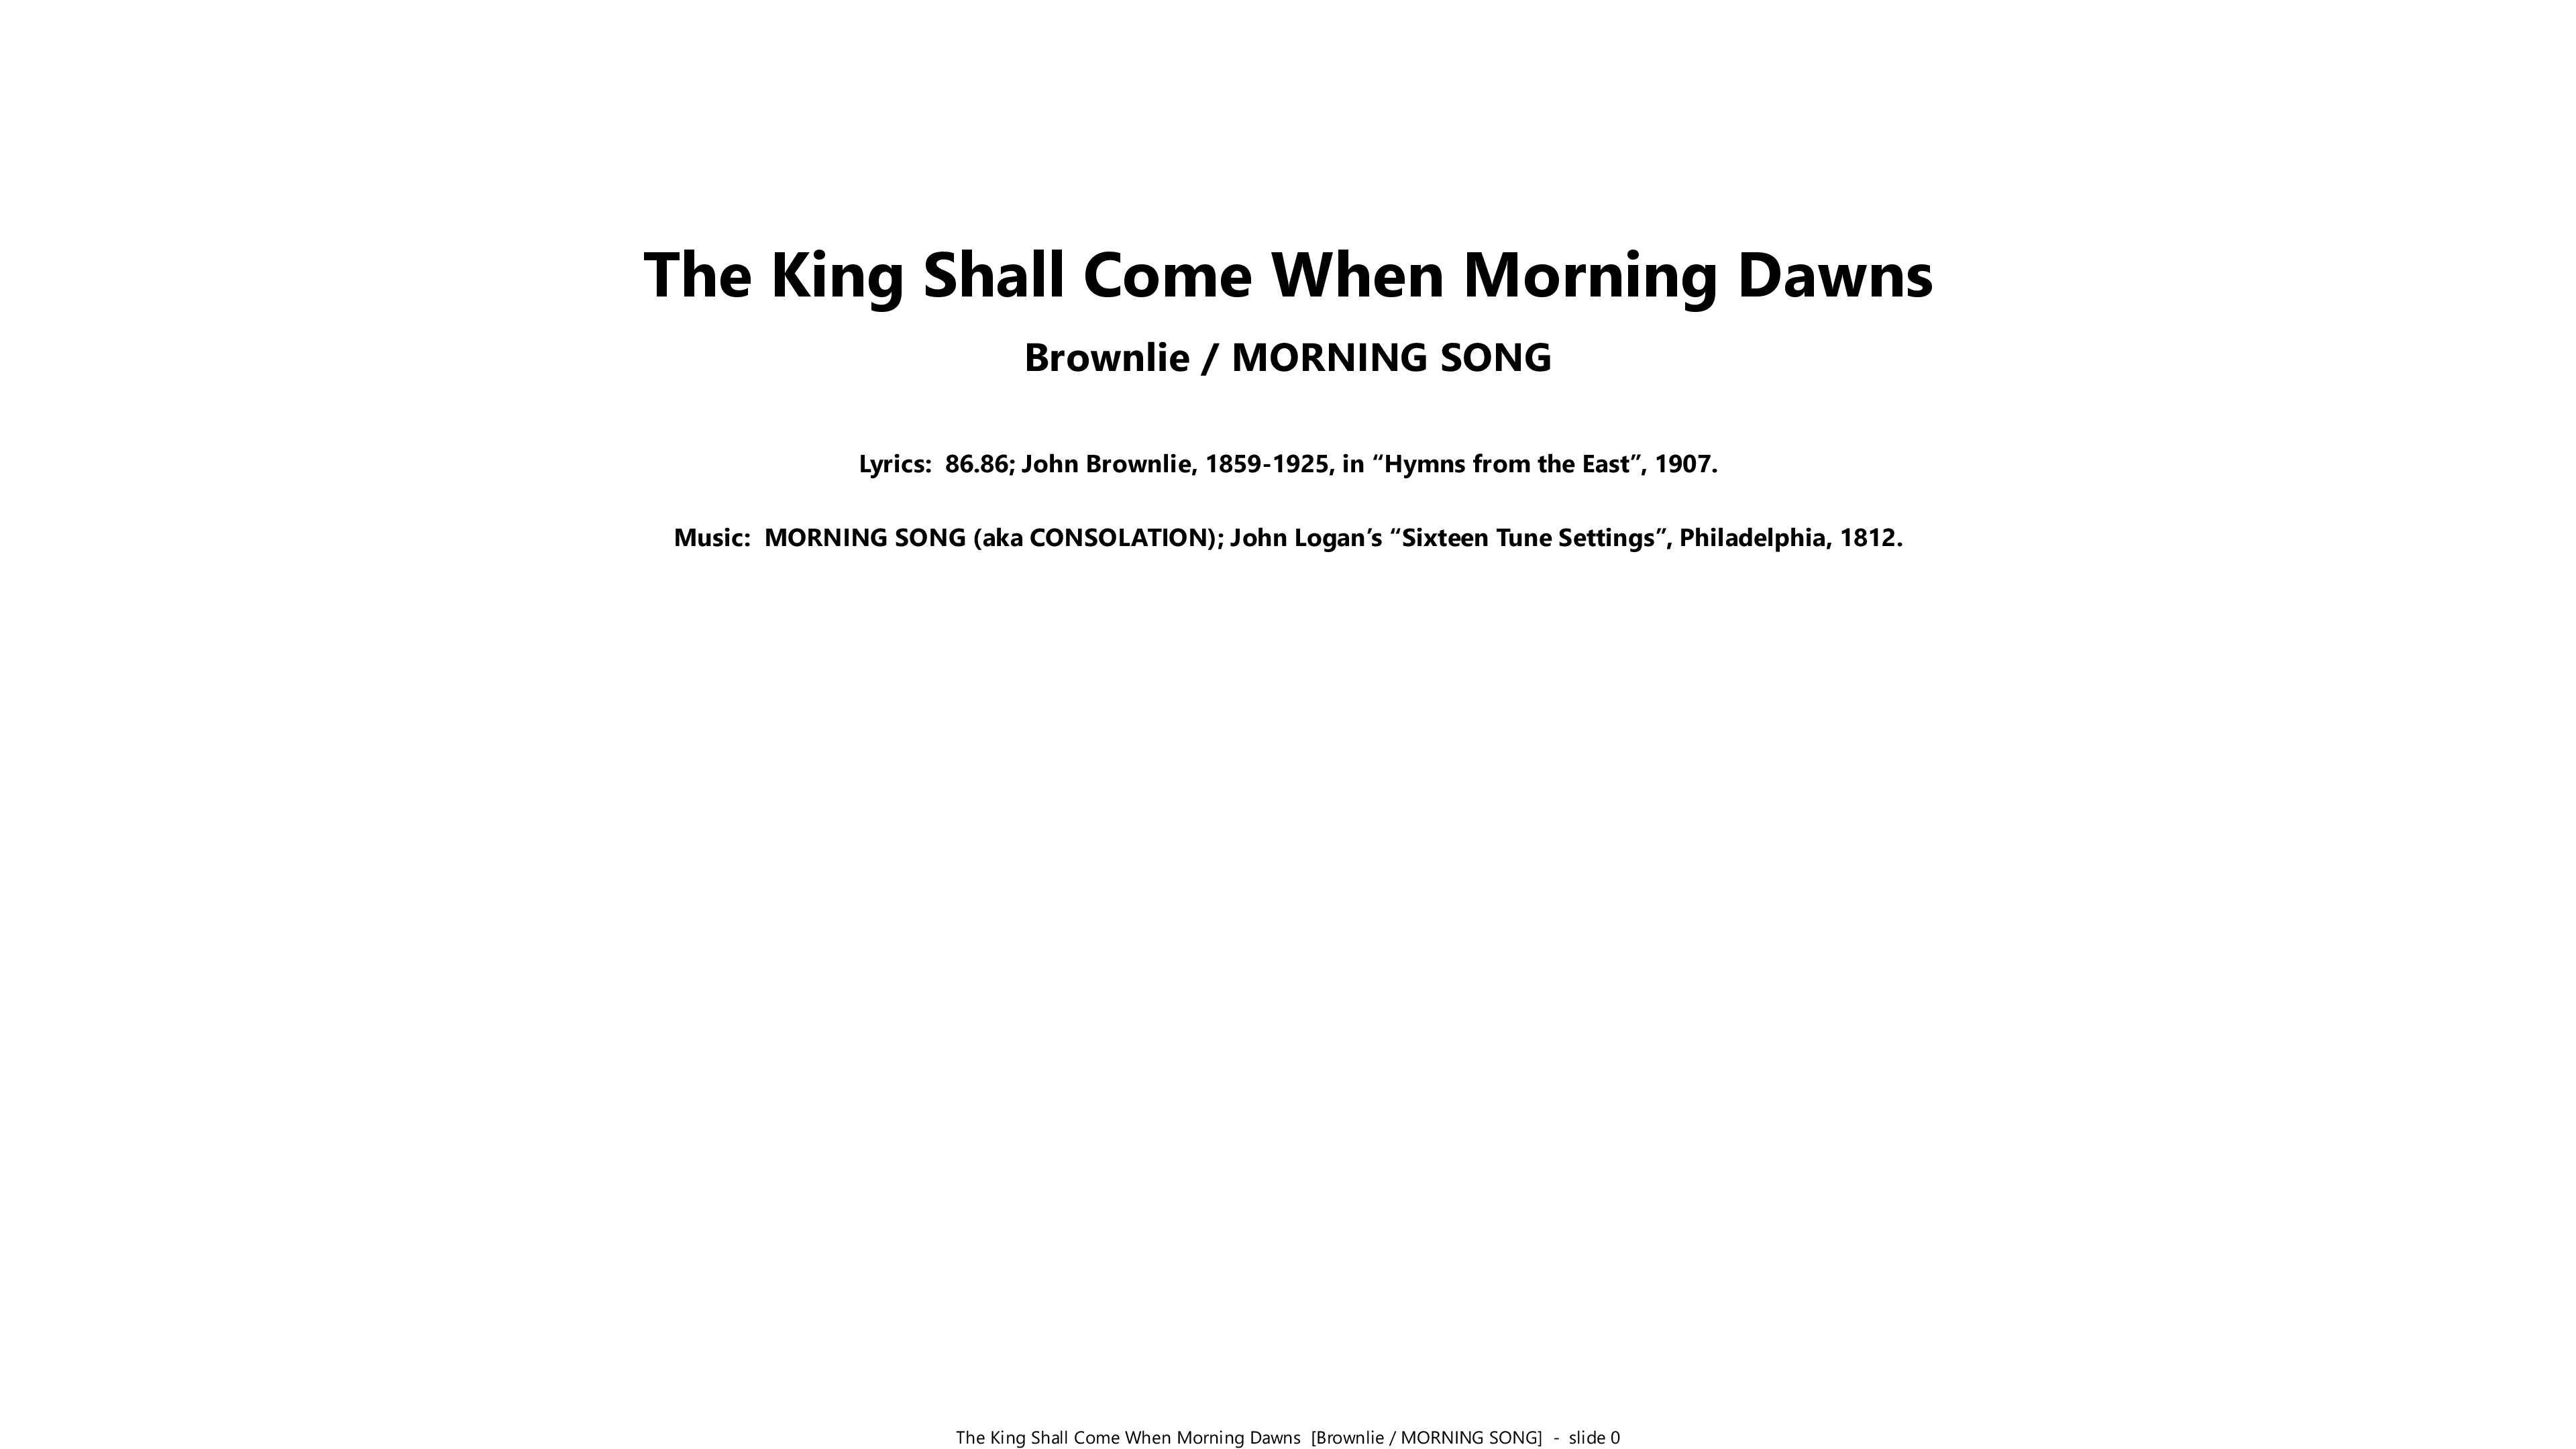 The King Shall Come When Morning Dawns
Brownlie / MORNING SONG
Lyrics:  86.86; John Brownlie, 1859-1925, in “Hymns from the East”, 1907.
Music:  MORNING SONG (aka CONSOLATION); John Logan’s “Sixteen Tune Settings”, Philadelphia, 1812.
The King Shall Come When Morning Dawns  [Brownlie / MORNING SONG]  -  slide 0